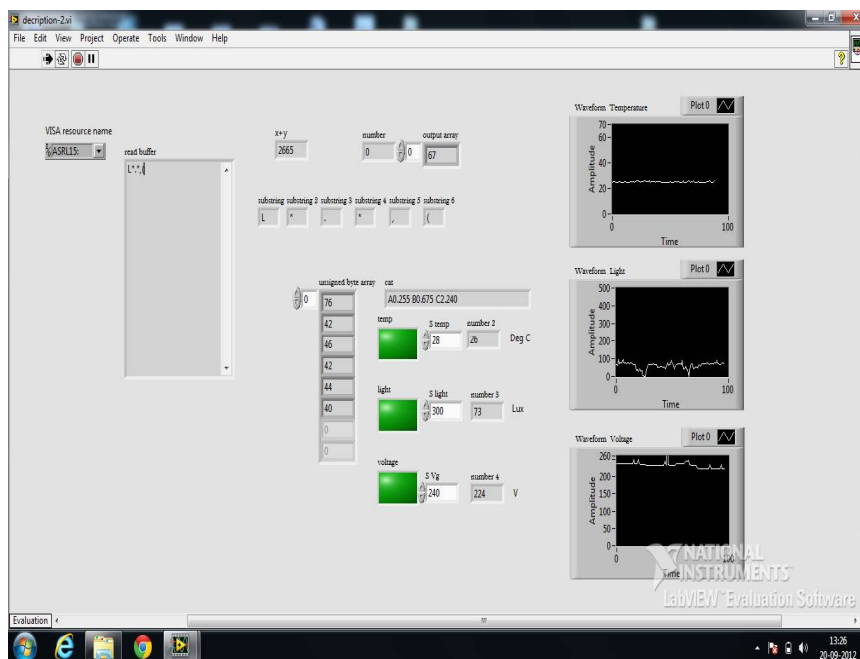 decription-2.vi
File Edit View Project Operate Tools Window Help
VISA resource name
ASRL15:
read buffer
L*.*,(
x+y
2665
number
0
0
output array
67
substring substring 2 substring 3 substring 4 substring 5 substring 6
L * . * , (
unsigned byte array
0
76
42
46
42
44
40
0
0
cat
A0.255 B0.675 C2.240
temp
S temp
28
number 2
26
Deg C
light
S light
300
number 3
73
Lux
voltage
S Vg
240
number 4
224
V
Waveform Temperature
Plot 0
Amplitude
70-
60-
40-
20-
0-
0 100
Time
Waveform Light
Plot 0
Amplitude
500-
400-
300-
200-
100-
0-
0 100
Time
Waveform Voltage
Plot 0
Amplitude
260-
200-
150-
100-
50-
0-
0 100
Time
NATIONAL
INSTRUMENTS
LabVIEW Evaluation Software
Evaluation
13:26
20-09-2012